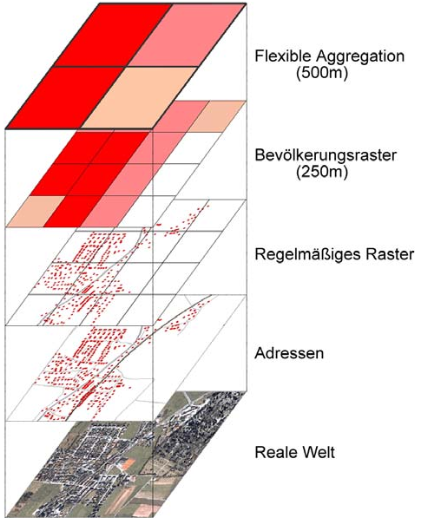 Flexible Aggregation
(500m)
Bevölkerungsraster
(250m)
Regelmäßiges Raster
Adressen
Reale Welt